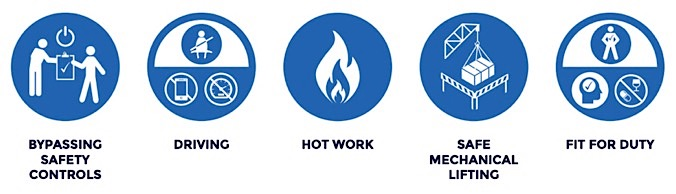 BYPASSING
SAFETY
CONTROLS
DRIVING
HOT WORK
SAFE
MECHANICAL
LIFTING
FIT FOR DUTY